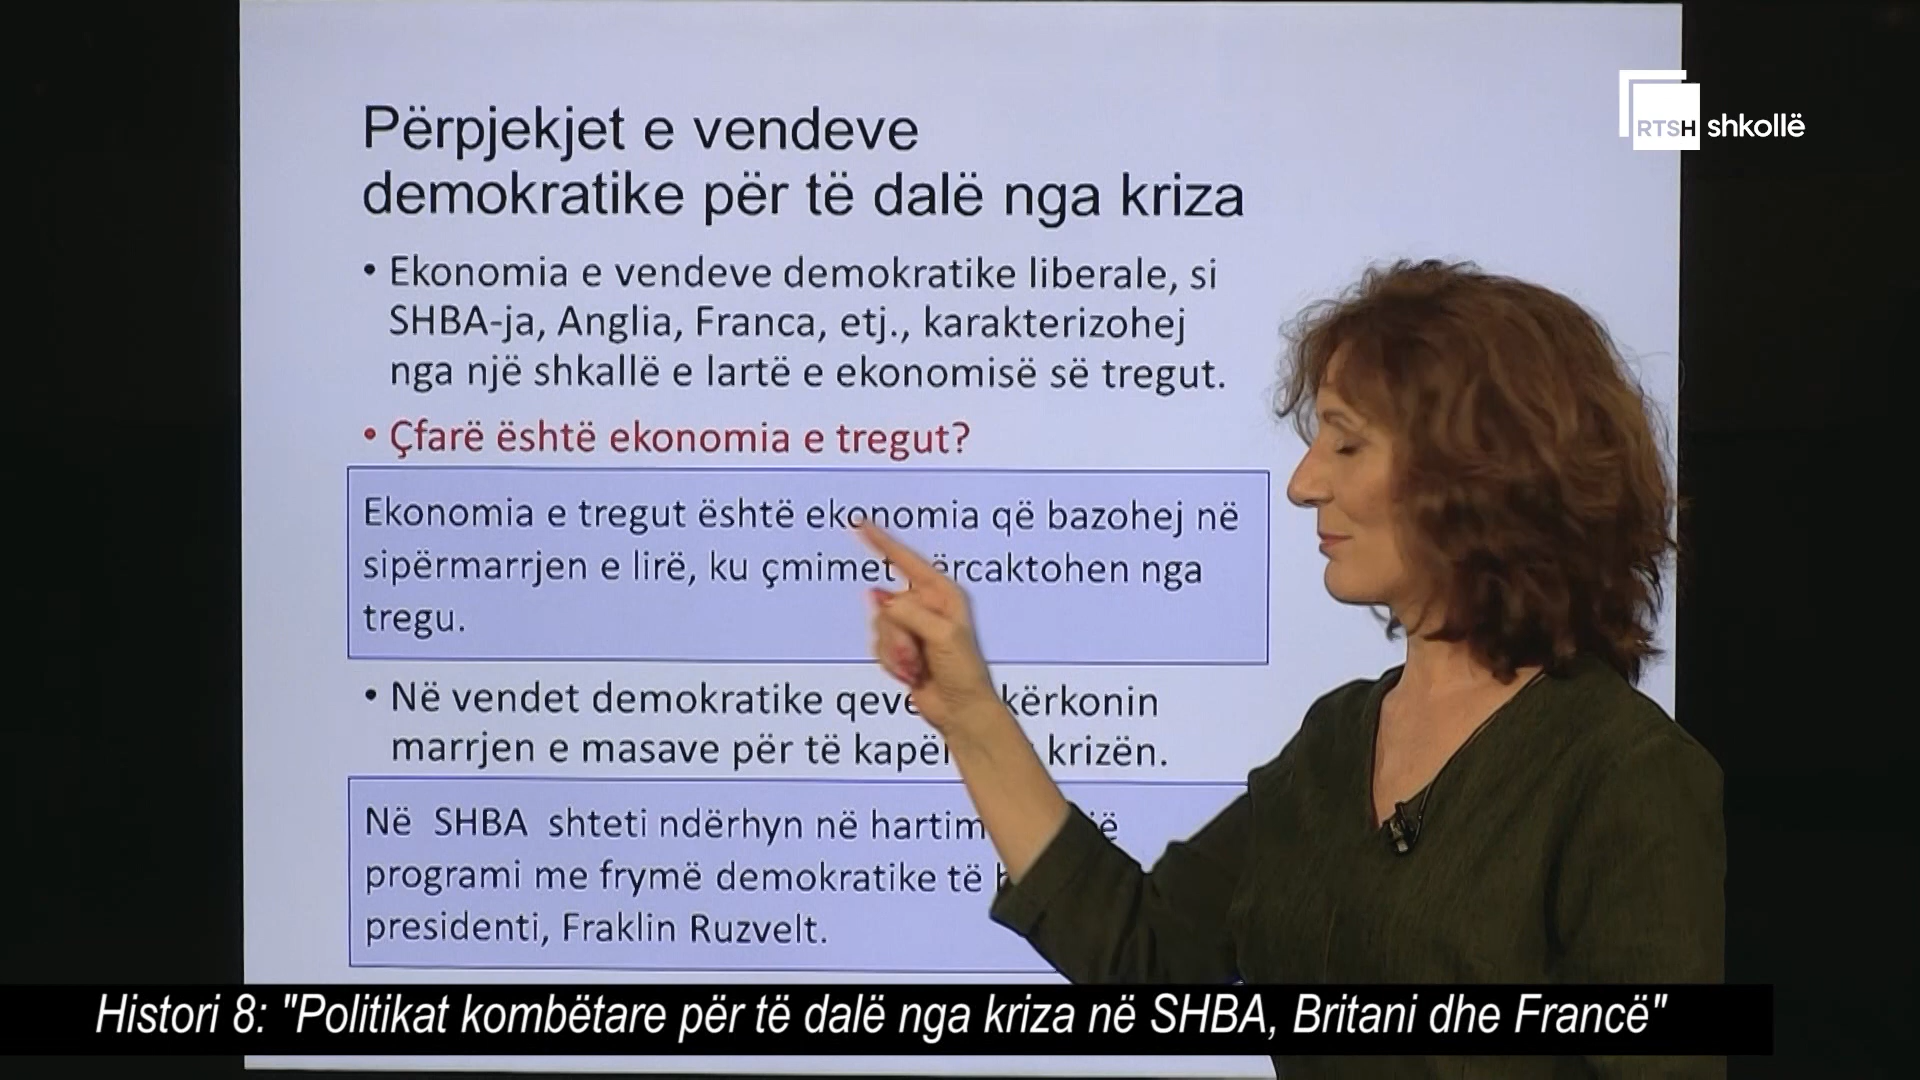 Përpjekjet e vendeve
demokratike për të dalë nga kriza
RTSH shkollë
• Ekonomia e vendeve demokratike liberale, si
SHBA-ja, Anglia, Franca, etj., karakterizohej
nga një shkallë e lartë e ekonomisë së tregut.
• Çfarë është ekonomia e tregut?
Ekonomia e tregut është ekonomia që bazohej në
sipërmarrjen e lirë, ku çmimet përcaktohen nga
tregu.
• Në vendet demokratike kërkonin
marrjen e masave për të krizën.
Në SHBA shteti ndërhyn në
programi me frymë demokratike të
presidenti, Fraklin Ruzvelt.
Histori 8: "Politikat kombëtare për të dalë nga kriza në SHBA, Britani dhe Francë"